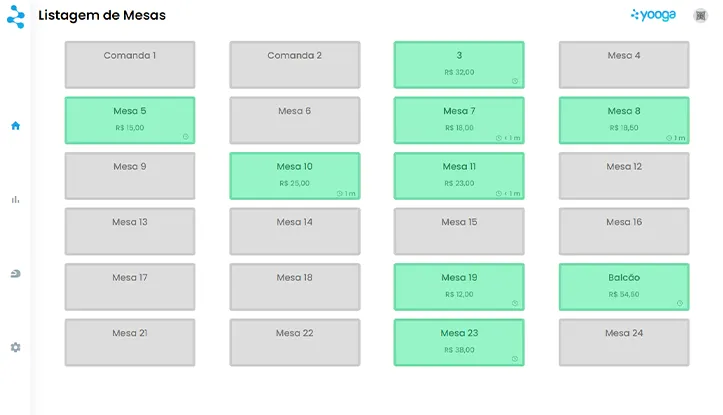 Listagem de Mesas
yooga
Comanda 1
Comanda 2
3
R$ 32,00
Mesa 4
Mesa 5
R$ 15,00
Mesa 6
Mesa 7
R$ 18,00
< 1 m
Mesa 8
R$ 18,50
1 m
Mesa 9
Mesa 10
R$ 25,00
1 m
Mesa 11
R$ 23,00
< 1 m
Mesa 12
Mesa 13
Mesa 14
Mesa 15
Mesa 16
Mesa 17
Mesa 18
Mesa 19
R$ 12,00
Balcão
R$ 54,50
Mesa 21
Mesa 22
Mesa 23
R$ 38,00
Mesa 24